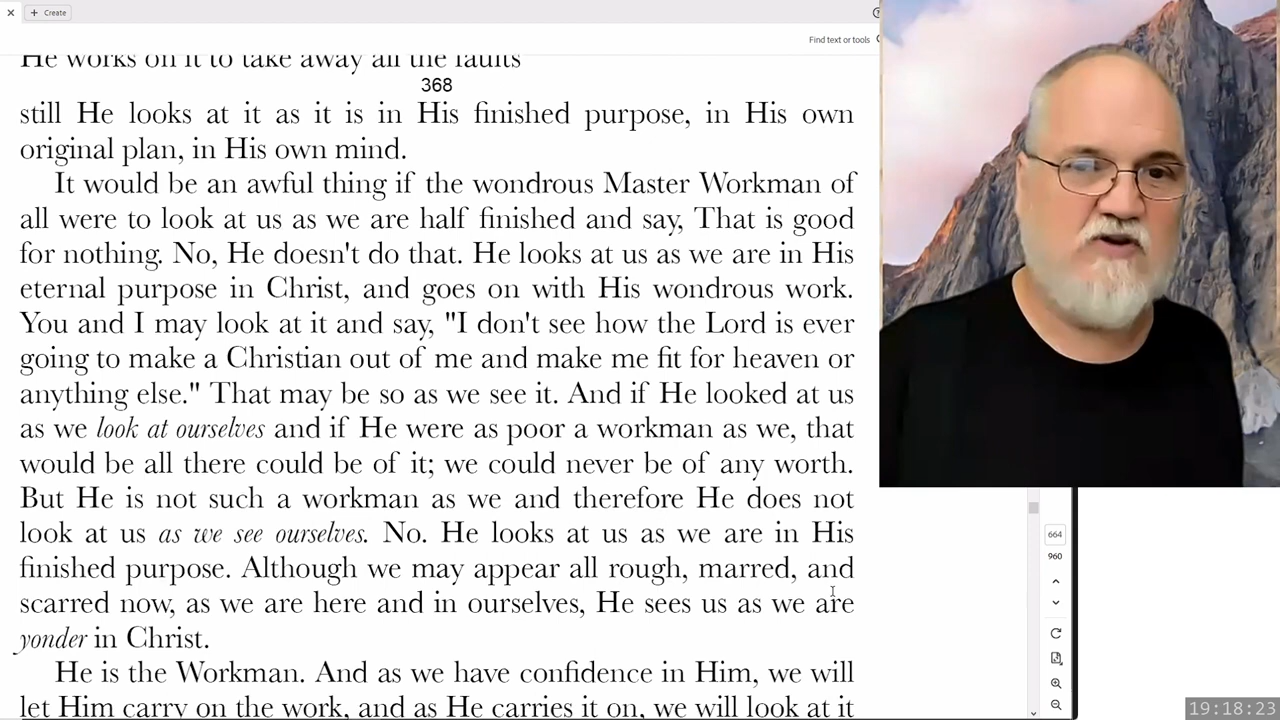 Create
Find text or tools
He works on it to take away all the faults
368
still He looks at it as it is in His finished purpose, in His own
original plan, in His own mind.
It would be an awful thing if the wondrous Master Workman of
all were to look at us as we are half finished and say, That is good
for nothing. No, He doesn't do that. He looks at us as we are in His
eternal purpose in Christ, and goes on with His wondrous work.
You and I may look at it and say, "I don't see how the Lord is ever
going to make a Christian out of me and make me fit for heaven or
anything else." That may be so as we see it. And if He looked at us
as we look at ourselves and if He were as poor a workman as we, that
would be all there could be of it; we could never be of any worth.
But He is not such a workman as we and therefore He does not
look at us as we see ourselves. No. He looks at us as we are in His
finished purpose. Although we may appear all rough, marred, and
scarred now, as we are here and in ourselves, He sees us as we are
yonder in Christ.
He is the Workman. And as we have confidence in Him, we will
let Him carry on the work, and as He carries it on, we will look at it
664
960
19:18:23